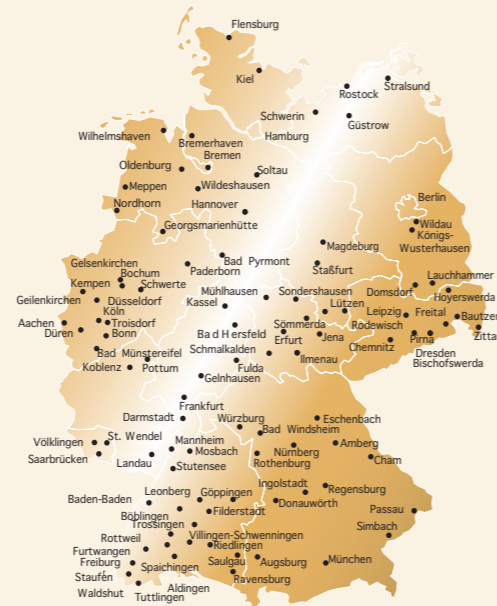 Flensburg
Kiel
Rostock
Stralsund
Schwerin
Güstrow
Hamburg
Wilhelmshaven
Bremerhaven
Bremen
Oldenburg
Soltau
Meppen
Wildeshausen
Nordhorn
Hannover
Berlin
Georgsmarienhütte
Wildau
Königs-
Wusterhausen
Magdeburg
Gelsenkirchen
Bad Pyrmont
Paderborn
Staßfurt
Bochum
Kempen
Schwerte
Lauchhammer
Domsdorf
Hoyerswerda
Geilenkirchen
Düsseldorf
Mühlhausen
Sondershausen
Kassel
Lützen
Leipzig
Freital
Bautzen
Köln
Aachen
Troisdorf
Düren
Bonn
Bad Hersfeld
Sömmerda
Rodewisch
Erfurt
Jena
Pirna
Zittau
Chemnitz
Dresden
Bischofswerda
Bad Münstereifel
Schmalkalden
Ilmenau
Koblenz
Pottum
Fulda
Gelnhausen
Frankfurt
Darmstadt
Würzburg
Eschenbach
Bad Windsheim
Völklingen
St. Wendel
Mannheim
Amberg
Saarbrücken
Mosbach
Nürnberg
Rothenburg
Cham
Landau
Stutensee
Leonberg
Göppingen
Ingolstadt
Regensburg
Baden-Baden
Donauwörth
Böblingen
Filderstadt
Passau
Trossingen
Simbach
Rottweil
Villingen-Schwenningen
Furtwangen
Riedlingen
Freiburg
Saulgau
Augsburg
München
Spaichingen
Staufen
Ravensburg
Aldingen
Waldshut
Tuttlingen